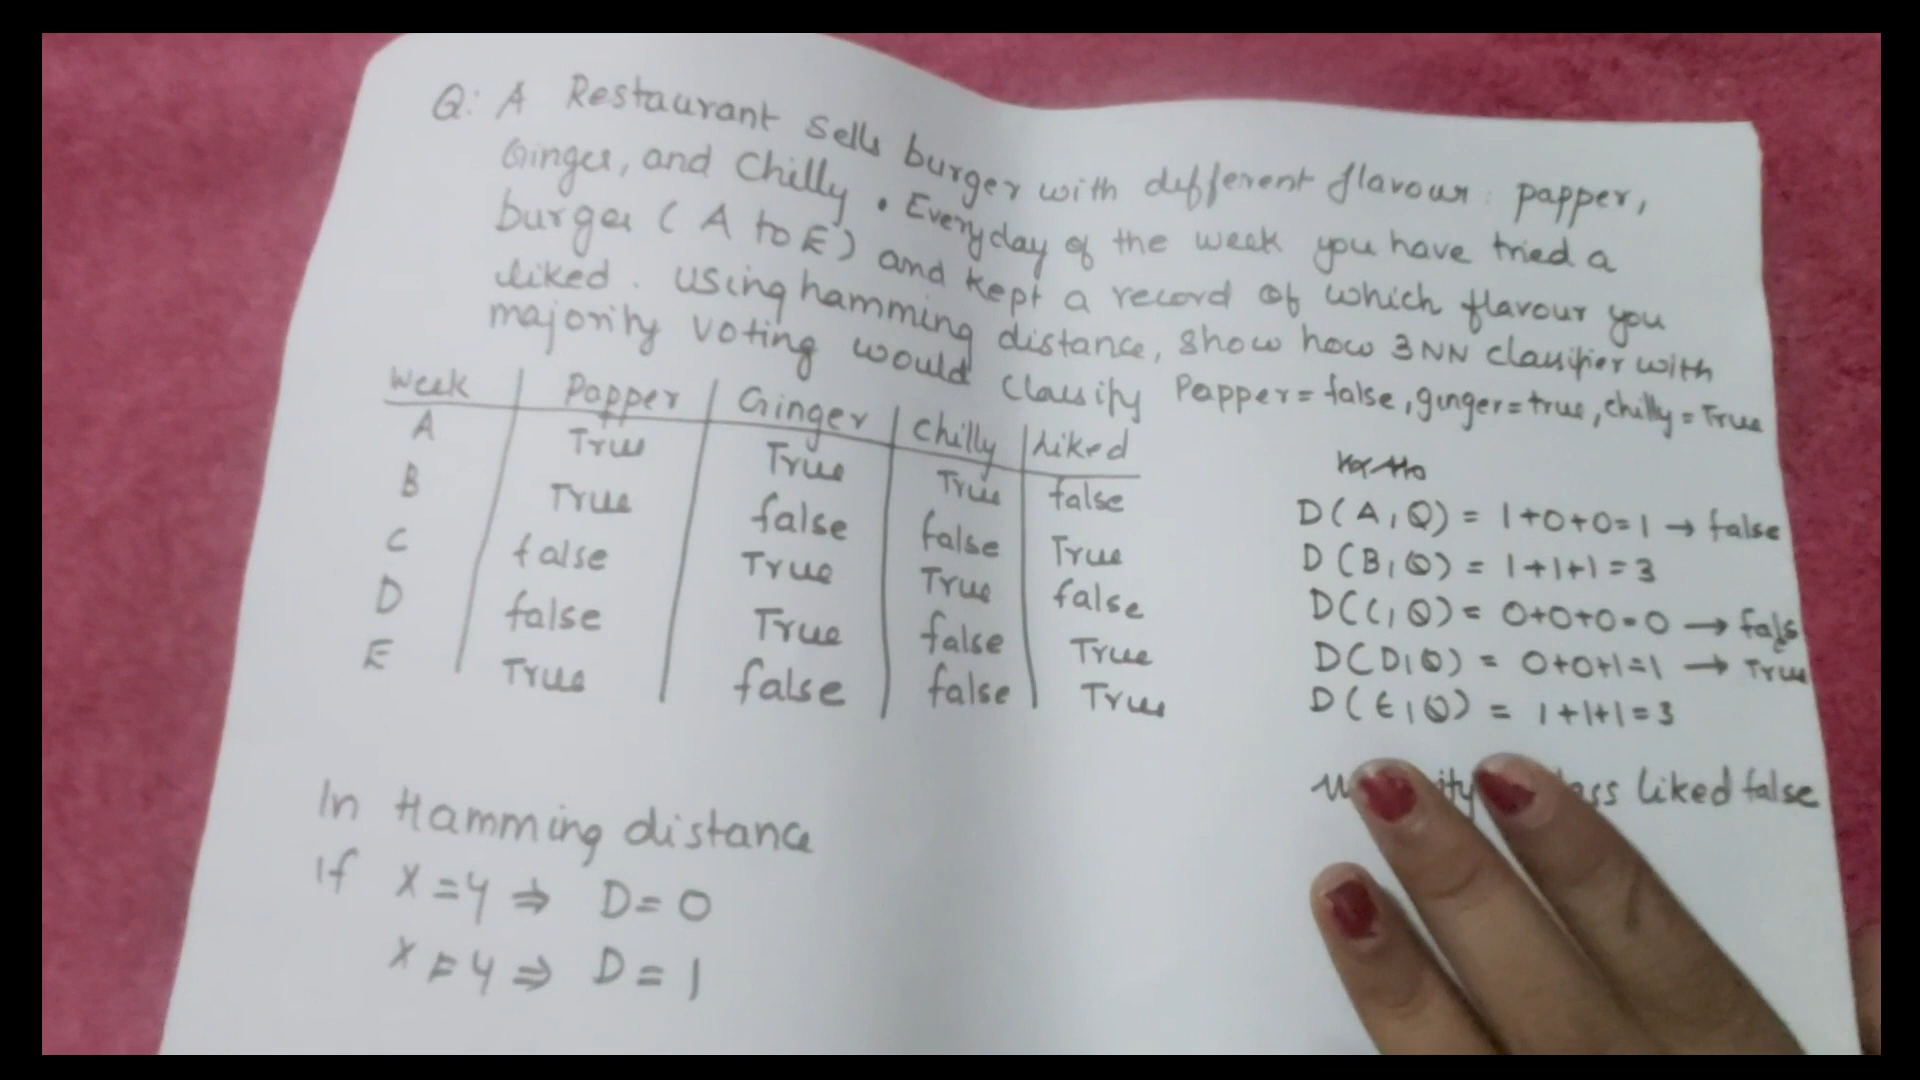 Q: A Restaurant sells burger with different flavour: papper,
Ginger, and Chilly. Everyday of the week you have tried a
burger (A to E) and kept a record of which flavour you
liked. Using hamming distance, show how 3NN classifier with
majority voting would classify Papper = false, ginger = true, chilly = True
Week Papper Ginger Chilly liked
A True True True false
B True false false True
C false True True false
D false True false True
E True false false True
D(A,Q) = 1+0+0=1 → false
D(B,Q) = 1+1+1=3
D(C,Q) = 0+0+0=0 → fals
D(D,Q) = 0+0+1=1 → True
D(E,Q) = 1+1+1=3
liked false
In Hamming distance
If X=Y ⇒ D=0
X≠Y ⇒ D=1